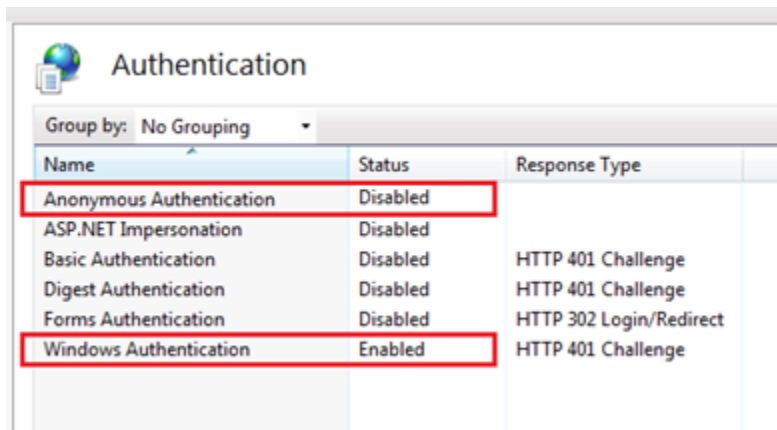 Authentication
Group by: No Grouping
Name Status Response Type
Anonymous Authentication Disabled
ASP.NET Impersonation Disabled
Basic Authentication Disabled HTTP 401 Challenge
Digest Authentication Disabled HTTP 401 Challenge
Forms Authentication Disabled HTTP 302 Login/Redirect
Windows Authentication Enabled HTTP 401 Challenge